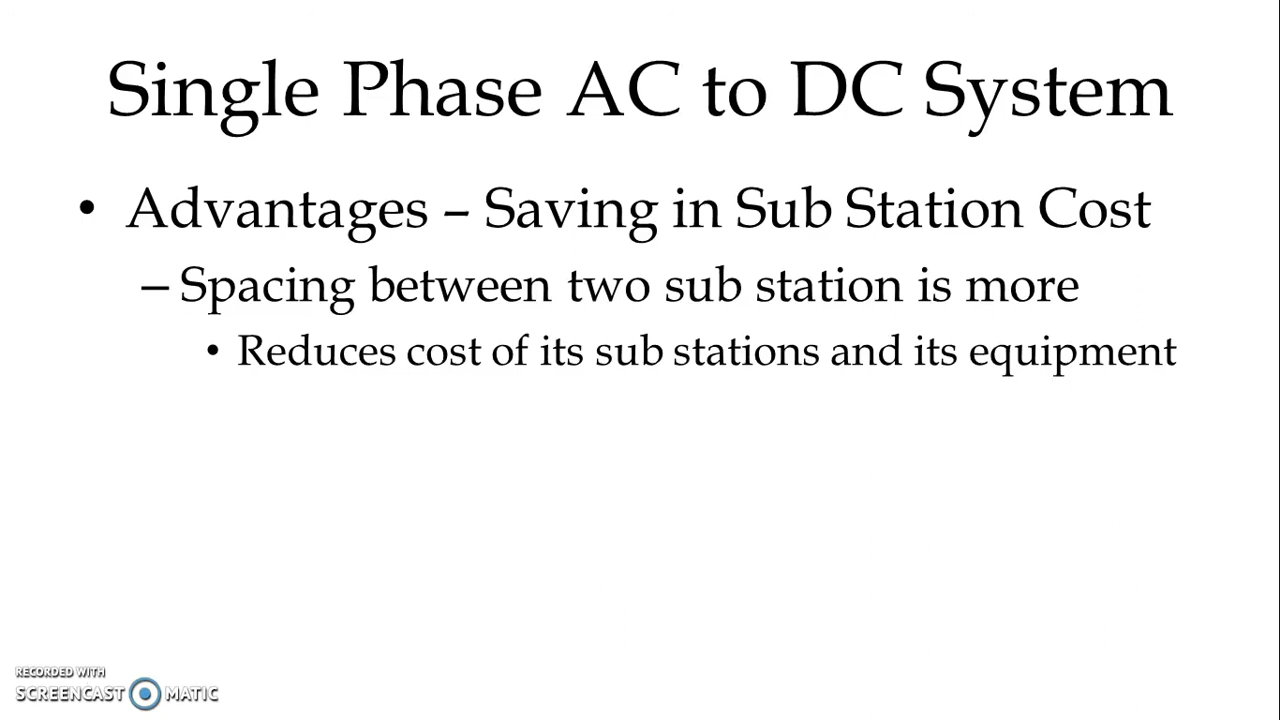 Single Phase AC to DC System
• Advantages – Saving in Sub Station Cost
– Spacing between two sub station is more
• Reduces cost of its sub stations and its equipment
RECORDED WITH
SCREENCAST MATIC